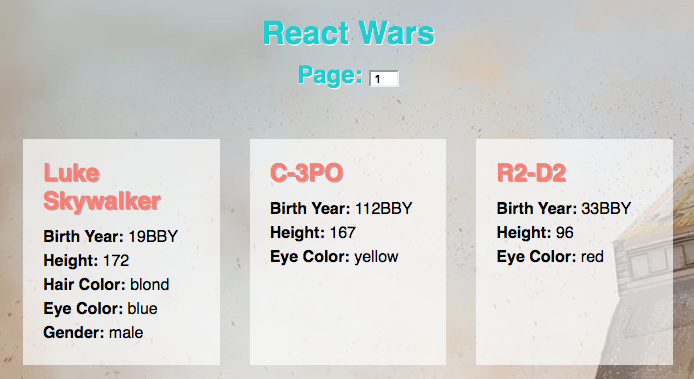 React Wars
Page: 1
Luke
Skywalker
Birth Year: 19BBY
Height: 172
Hair Color: blond
Eye Color: blue
Gender: male
C-3PO
Birth Year: 112BBY
Height: 167
Eye Color: yellow
R2-D2
Birth Year: 33BBY
Height: 96
Eye Color: red